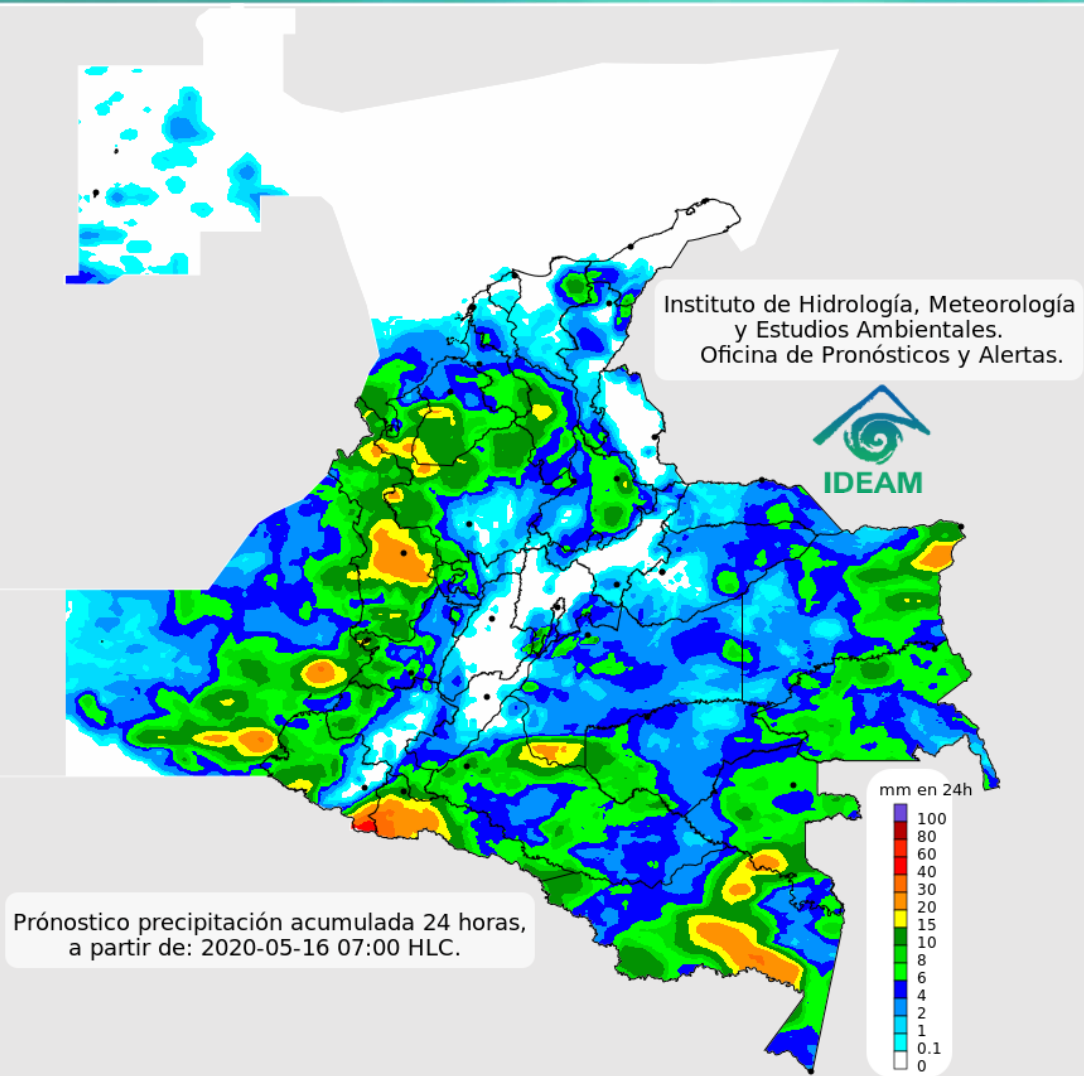 Instituto de Hidrología, Meteorología
y Estudios Ambientales.
Oficina de Pronósticos y Alertas.
IDEAM
mm en 24h
100
80
60
40
30
20
15
10
8
6
4
2
1
0.1
0
Prónostico precipitación acumulada 24 horas,
a partir de: 2020-05-16 07:00 HLC.